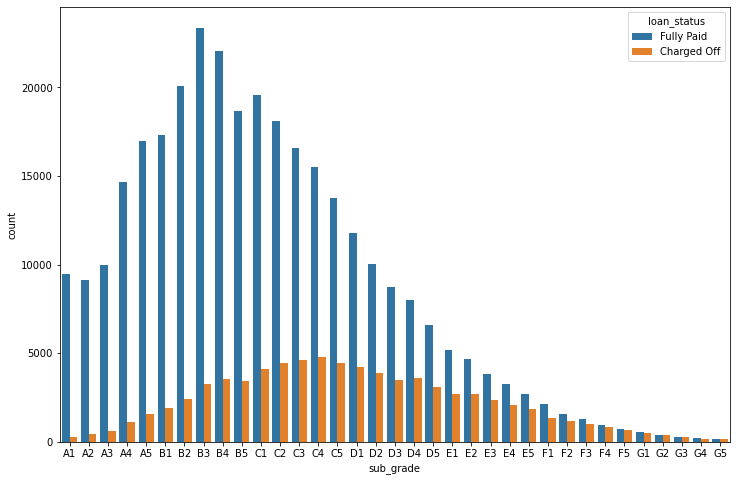 loan_status
Fully Paid
Charged Off
20000
15000
10000
5000
0
count
A1 A2 A3 A4 A5 B1 B2 B3 B4 B5 C1 C2 C3 C4 C5 D1 D2 D3 D4 D5 E1 E2 E3 E4 E5 F1 F2 F3 F4 F5 G1 G2 G3 G4 G5
sub_grade